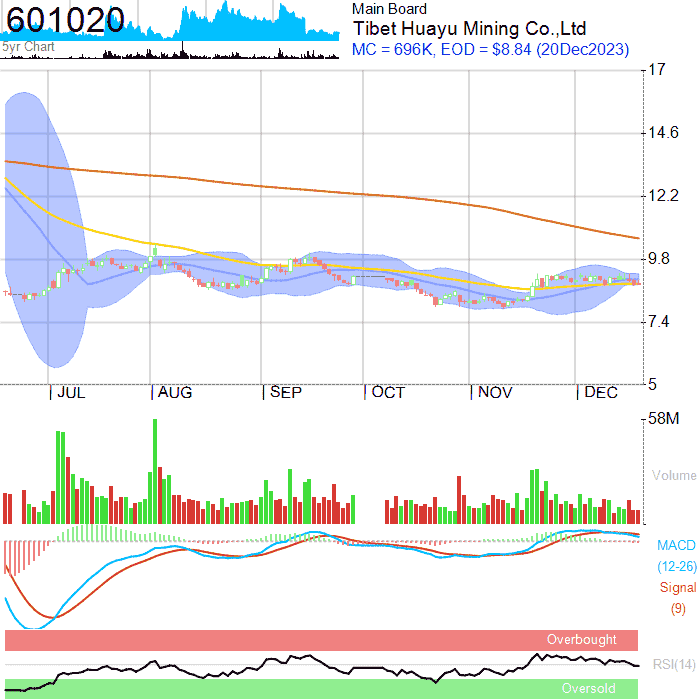 601020
5yr Chart
Main Board
Tibet Huayu Mining Co.,Ltd
MC = 696K, EOD = $8.84 (20Dec2023)
17
14.6
12.2
9.8
7.4
5
JUL AUG SEP OCT NOV DEC
58M
Volume
MACD
(12-26)
Signal
(9)
Overbought
RSI(14)
Oversold